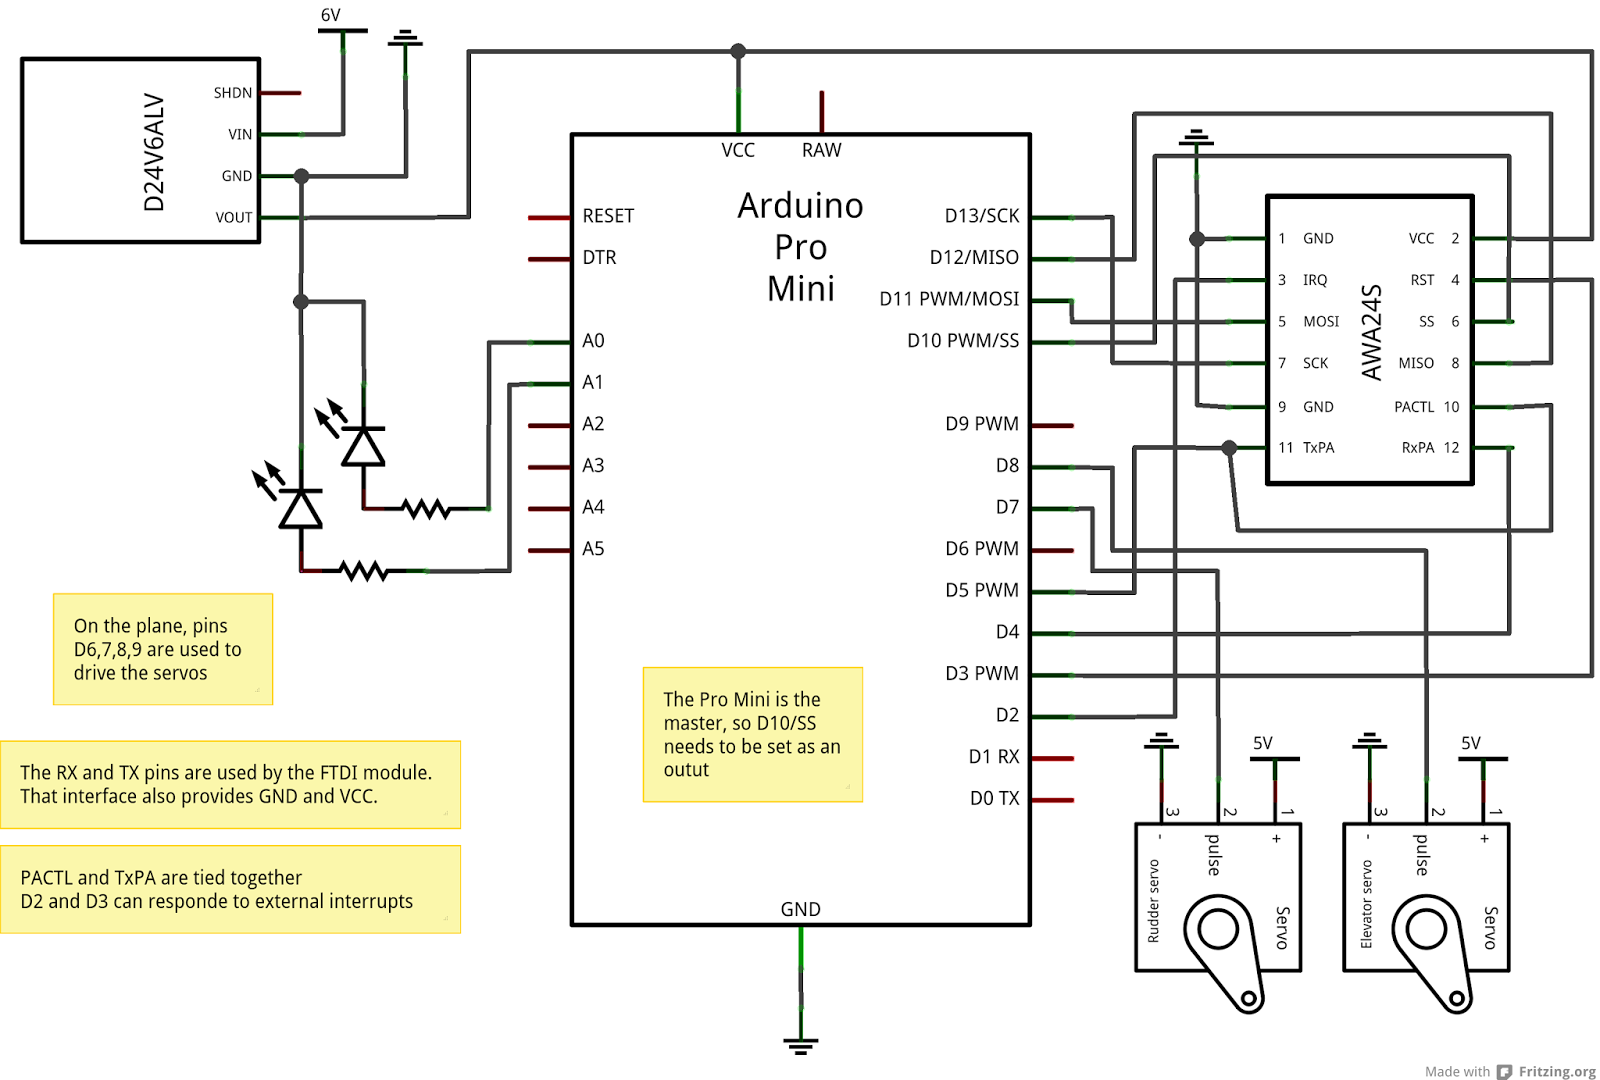 6V
D24V6ALV
SHDN
VIN
GND
VOUT
VCC
RAW
Arduino
Pro
Mini
RESET
DTR
A0
A1
A2
A3
A4
A5
D13/SCK
D12/MISO
D11 PWM/MOSI
D10 PWM/SS
D9 PWM
D8
D7
D6 PWM
D5 PWM
D4
D3 PWM
D2
D1 RX
D0 TX
GND
AWA24S
1 GND
3 IRQ
5 MOSI
7 SCK
9 GND
11 TxPA
VCC 2
RST 4
SS 6
MISO 8
PACTL 10
RxPA 12
On the plane, pins
D6,7,8,9 are used to
drive the servos
The RX and TX pins are used by the FTDI module.
That interface also provides GND and VCC.
PACTL and TxPA are tied together
D2 and D3 can responde to external interrupts
The Pro Mini is the
master, so D10/SS
needs to be set as an
outut
5V
3
2
1
-
pulse
+
Rudder servo
Servo
5V
3
2
1
-
pulse
+
Elevator servo
Servo
Made with Fritzing.org